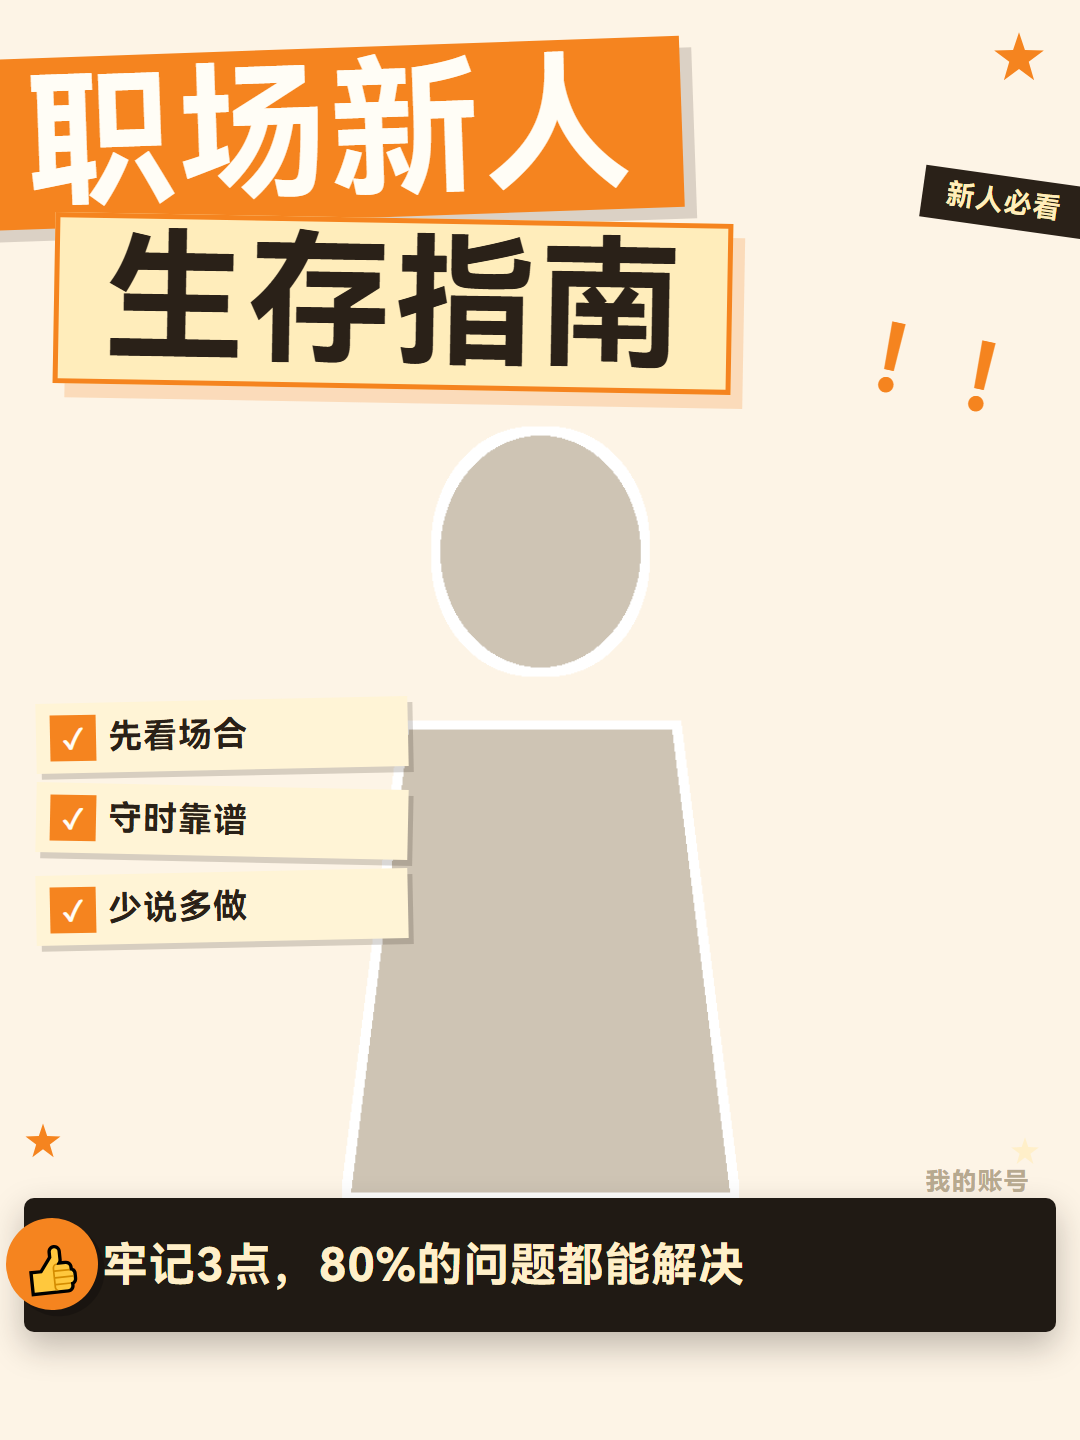 职场新人
新人必看
生存指南
! !
✓ 先看场合
✓ 守时靠谱
✓ 少说多做
我的账号
牢记3点，80%的问题都能解决